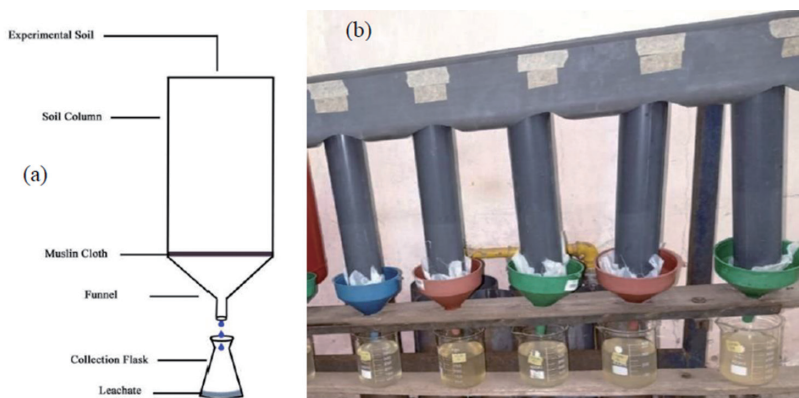 Experimental Soil
Soil Column
(a)
Muslin Cloth
Funnel
Collection Flask
Leachate
(b)